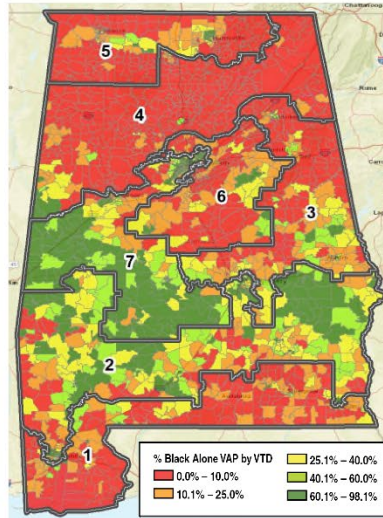 5
4
6
3
7
2
1
% Black Alone VAP by VTD
0.0% – 10.0%
10.1% – 25.0%
25.1% – 40.0%
40.1% – 60.0%
60.1% – 98.1%